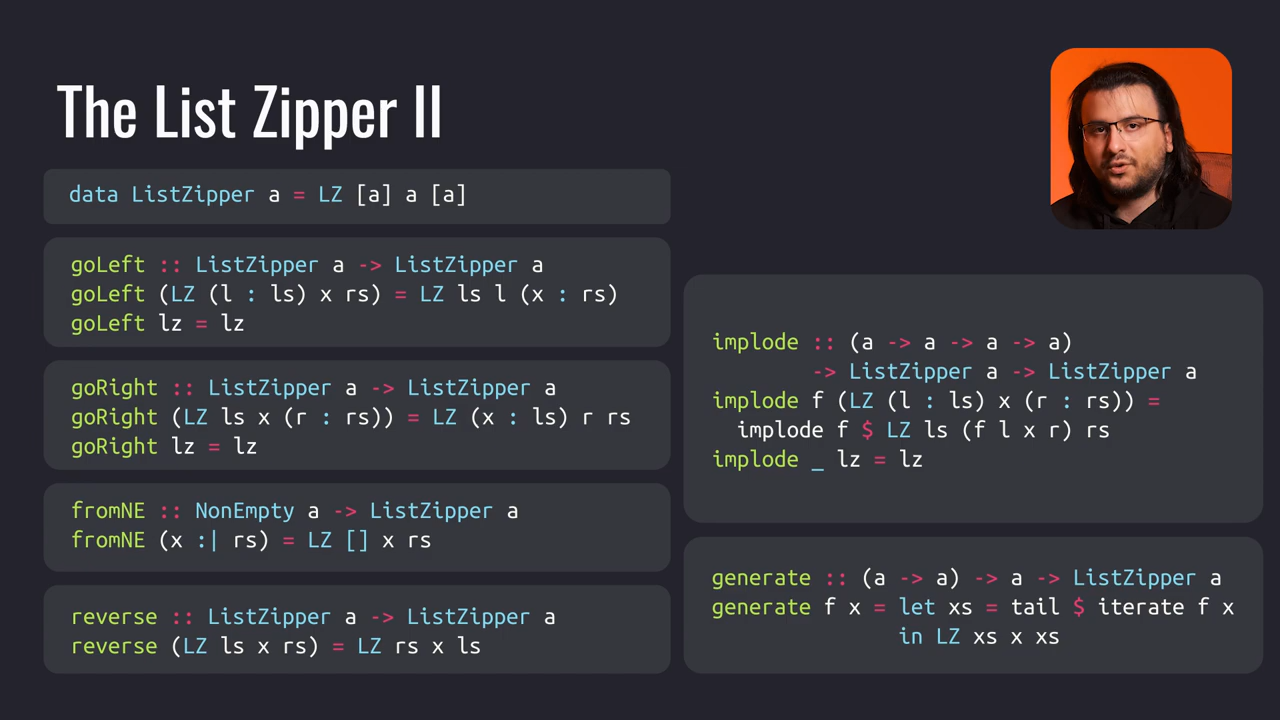 The List Zipper II
data ListZipper a = LZ [a] a [a]
goLeft :: ListZipper a -> ListZipper a
goLeft (LZ (l : ls) x rs) = LZ ls l (x : rs)
goLeft lz = lz
goRight :: ListZipper a -> ListZipper a
goRight (LZ ls x (r : rs)) = LZ (x : ls) r rs
goRight lz = lz
fromNE :: NonEmpty a -> ListZipper a
fromNE (x :| rs) = LZ [] x rs
reverse :: ListZipper a -> ListZipper a
reverse (LZ ls x rs) = LZ rs x ls
implode :: (a -> a -> a -> a)
        -> ListZipper a -> ListZipper a
implode f (LZ (l : ls) x (r : rs)) =
  implode f $ LZ ls (f l x r) rs
implode _ lz = lz
generate :: (a -> a) -> a -> ListZipper a
generate f x = let xs = tail $ iterate f x
               in LZ xs x xs